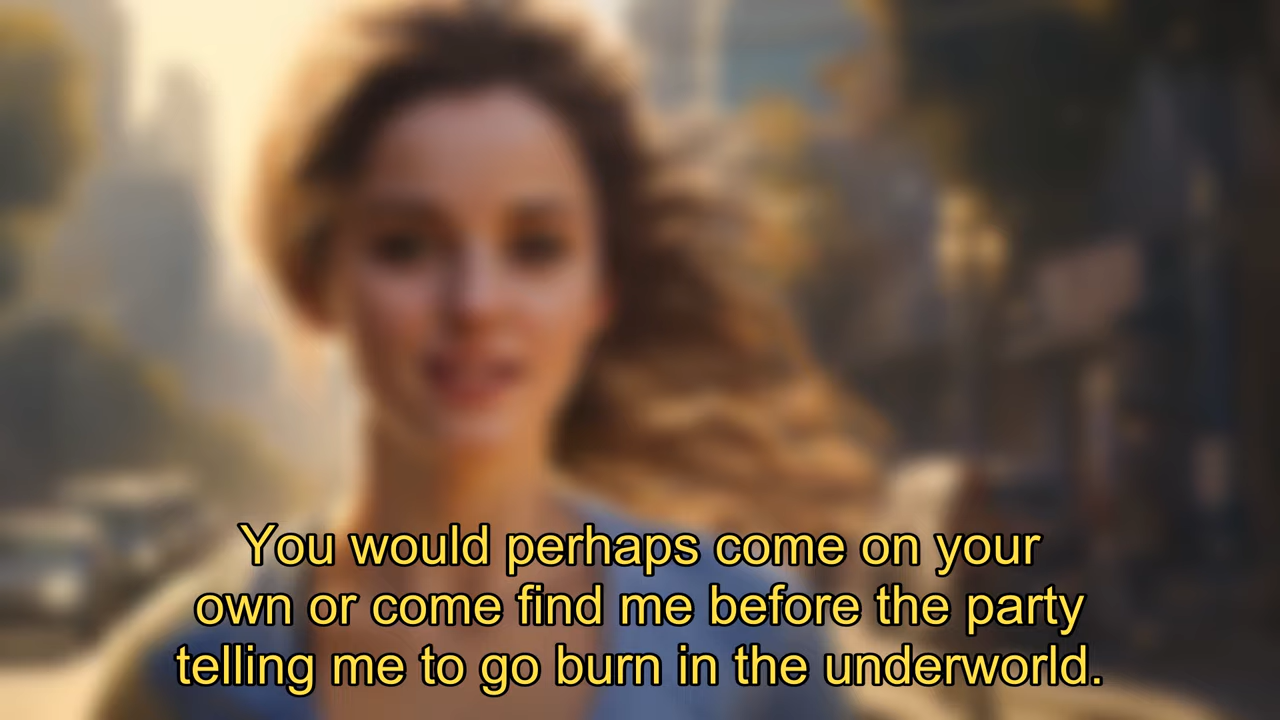 You would perhaps come on your
own or come find me before the party
telling me to go burn in the underworld.